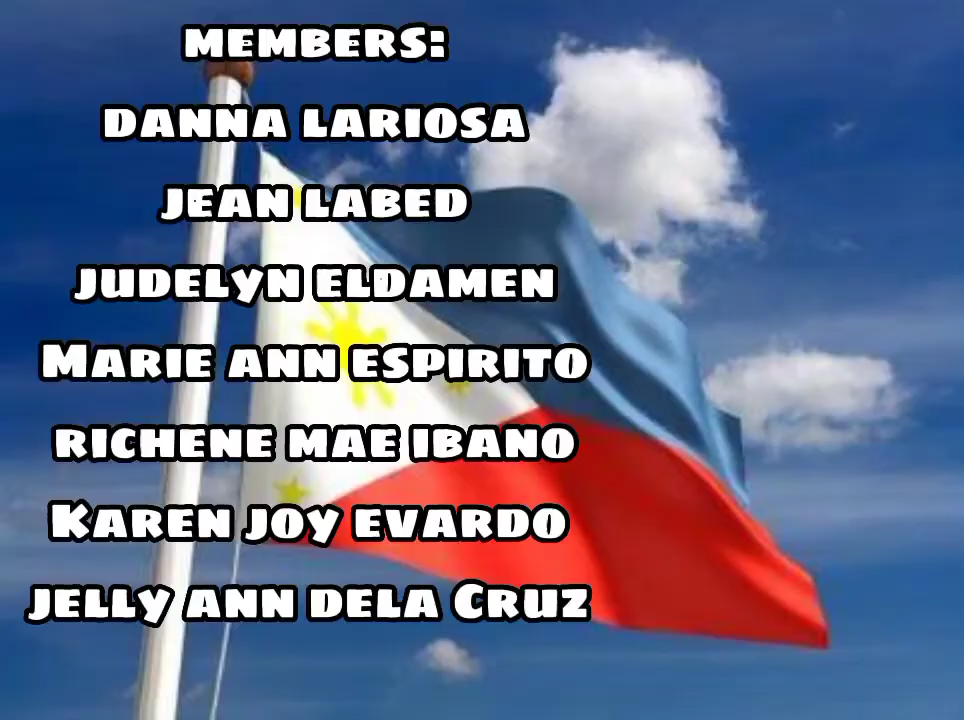 MEMBERS:
DANNA LARIOSA
JEAN LABED
JUDELYN ELDAMEN
MARIE ANN ESPIRITO
RICHENE MAE IBANO
KAREN JOY EVARDO
JELLY ANN DELA CRUZ